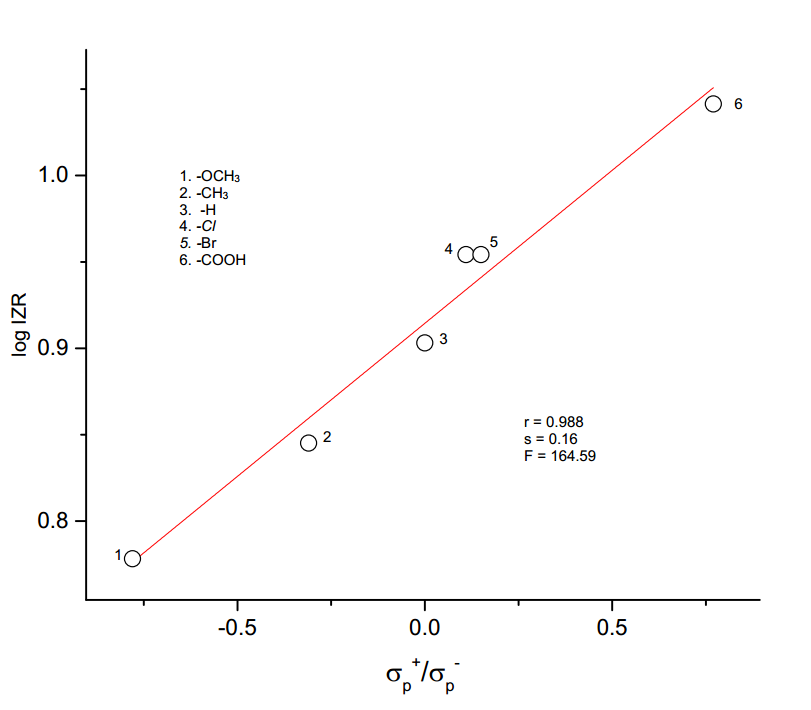 1. -OCH₃
2. -CH₃
3. -H
4. -Cl
5. -Br
6. -COOH
log IZR
1.0
0.9
0.8
1
2
3
4
5
6
r = 0.988
s = 0.16
F = 164.59
-0.5 0.0 0.5
σₚ⁺/σₚ⁻